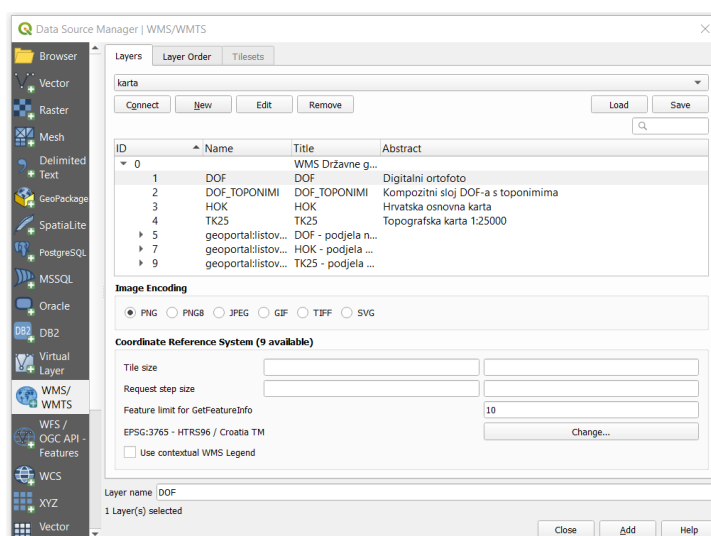 Data Source Manager | WMS/WMTS
Browser
Vector
Raster
Mesh
Delimited
Text
GeoPackage
SpatiaLite
PostgreSQL
MSSQL
Oracle
DB2
DB2
Virtual
Layer
WMS/
WMTS
WFS /
OGC API -
Features
WCS
XYZ
Vector
Layers Layer Order Tilesets
karta
Connect New Edit Remove Load Save
ID Name Title Abstract
0 WMS Državne g...
1 DOF DOF Digitalni ortofoto
2 DOF_TOPONIMI DOF_TOPONIMI Kompozitni sloj DOF-a s toponimima
3 HOK HOK Hrvatska osnovna karta
4 TK25 TK25 Topografska karta 1:25000
5 geoportal:listov... DOF - podjela n...
7 geoportal:listov... HOK - podjela ...
9 geoportal:listov... TK25 - podjela ...
Image Encoding
PNG PNG8 JPEG GIF TIFF SVG
Coordinate Reference System (9 available)
Tile size
Request step size
Feature limit for GetFeatureInfo 10
EPSG:3765 - HTRS96 / Croatia TM Change...
Use contextual WMS Legend
Layer name DOF
1 Layer(s) selected
Close Add Help